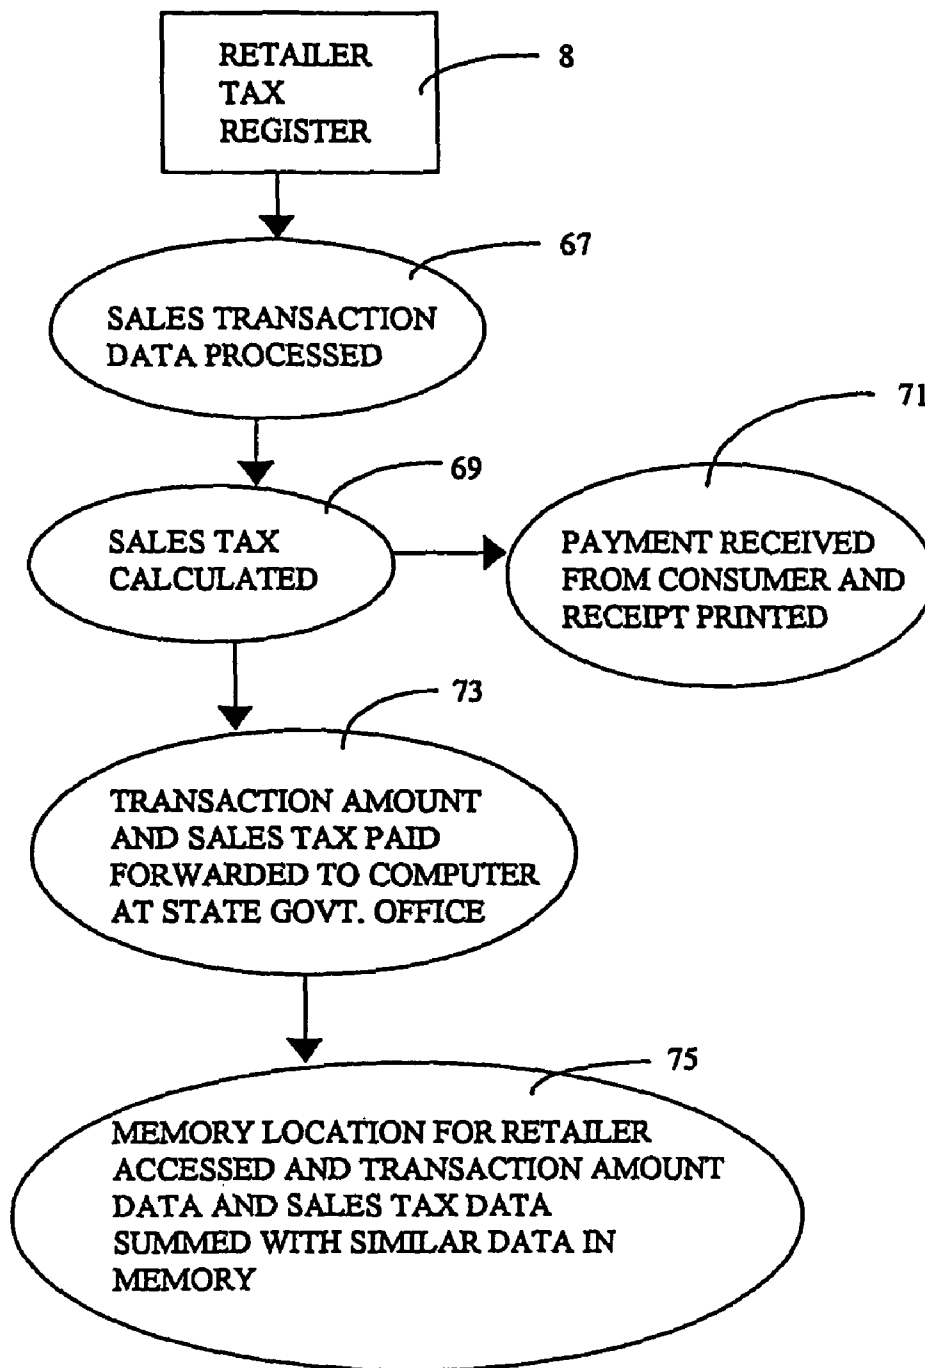 RETAILER
TAX
REGISTER
8
67
SALES TRANSACTION
DATA PROCESSED
71
69
SALES TAX
CALCULATED
PAYMENT RECEIVED
FROM CONSUMER AND
RECEIPT PRINTED
73
TRANSACTION AMOUNT
AND SALES TAX PAID
FORWARDED TO COMPUTER
AT STATE GOVT. OFFICE
75
MEMORY LOCATION FOR RETAILER
ACCESSED AND TRANSACTION AMOUNT
DATA AND SALES TAX DATA
SUMMED WITH SIMILAR DATA IN
MEMORY